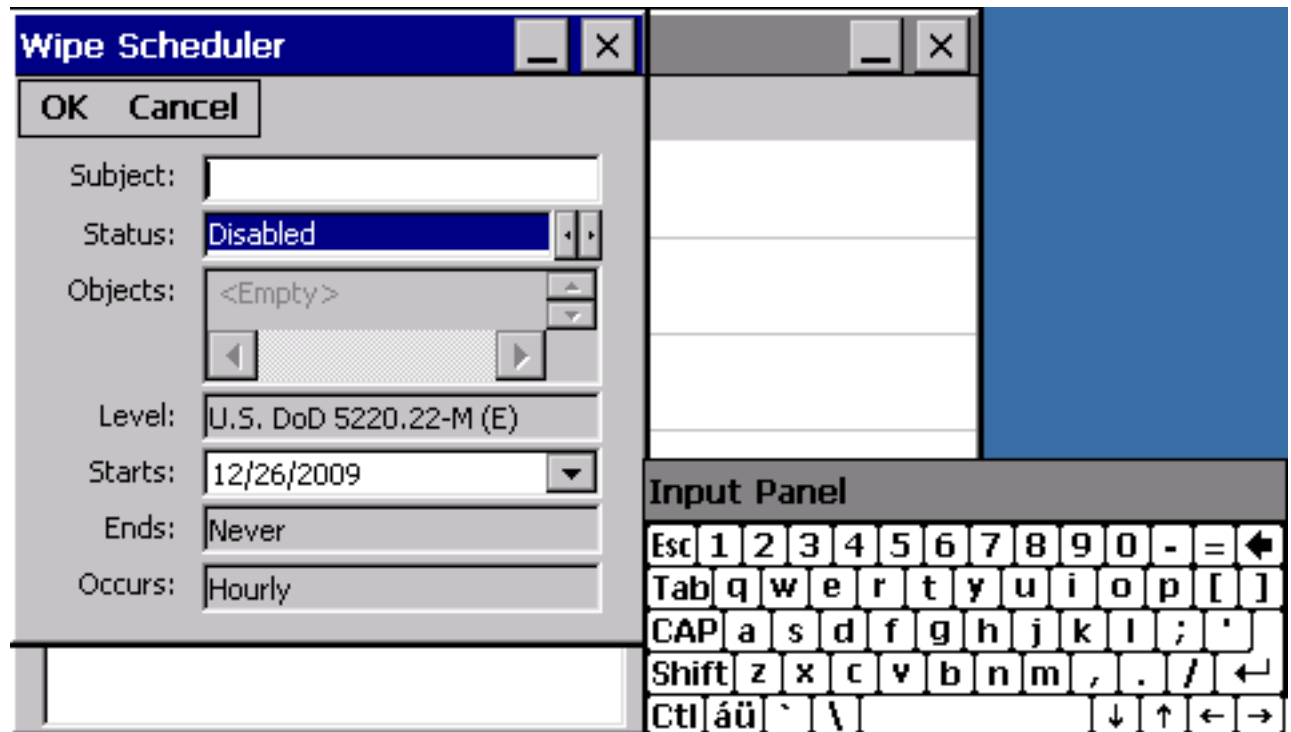 Wipe Scheduler
OK Cancel
Subject:
Status: Disabled
Objects: <Empty>
Level: U.S. DoD 5220.22-M (E)
Starts: 12/26/2009
Ends: Never
Occurs: Hourly
Input Panel
Esc 1 2 3 4 5 6 7 8 9 0 - =
Tab q w e r t y u i o p [ ]
CAP a s d f g h j k l ; '
Shift z x c v b n m , . /
Ctl áü ` \